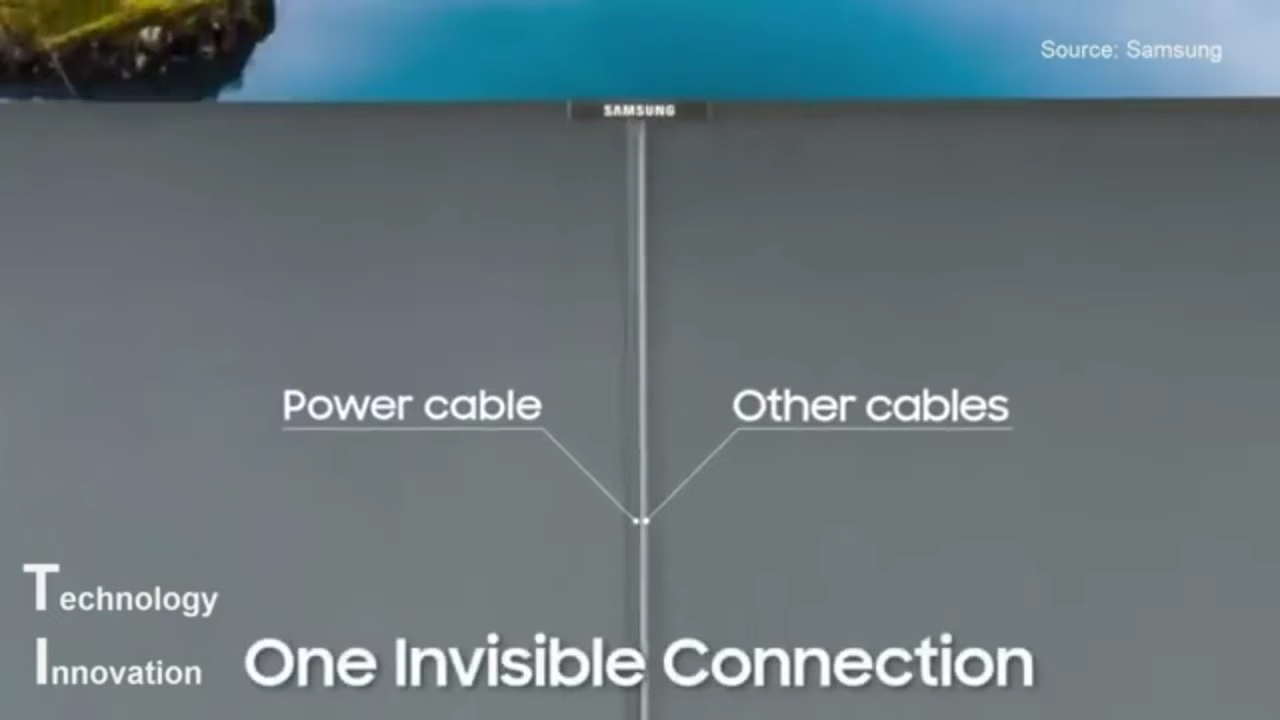 Source: Samsung
SAMSUNG
Power cable
Other cables
Technology
Innovation
One Invisible Connection